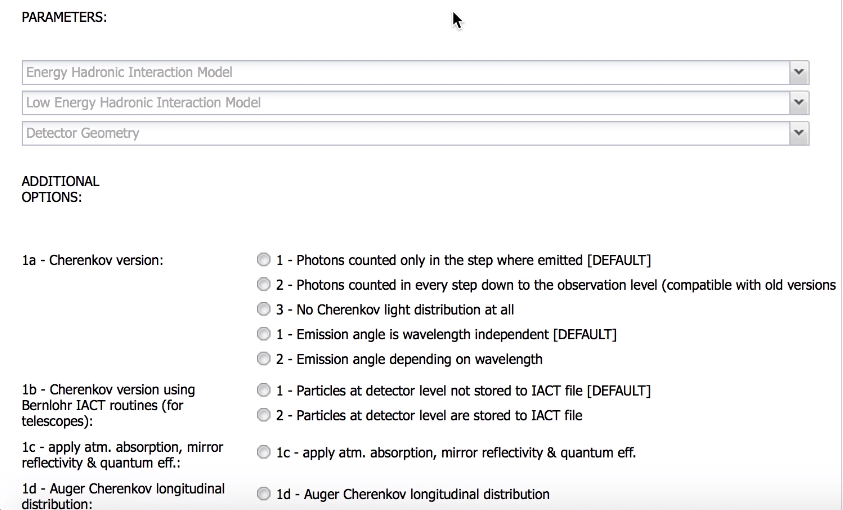 PARAMETERS:
Energy Hadronic Interaction Model
Low Energy Hadronic Interaction Model
Detector Geometry
ADDITIONAL
OPTIONS:
1a - Cherenkov version:
1 - Photons counted only in the step where emitted [DEFAULT]
2 - Photons counted in every step down to the observation level (compatible with old versions
3 - No Cherenkov light distribution at all
1 - Emission angle is wavelength independent [DEFAULT]
2 - Emission angle depending on wavelength
1b - Cherenkov version using
Bernlohr IACT routines (for
telescopes):
1 - Particles at detector level not stored to IACT file [DEFAULT]
2 - Particles at detector level are stored to IACT file
1c - apply atm. absorption, mirror
reflectivity & quantum eff.:
1c - apply atm. absorption, mirror reflectivity & quantum eff.
1d - Auger Cherenkov longitudinal
distribution:
1d - Auger Cherenkov longitudinal distribution